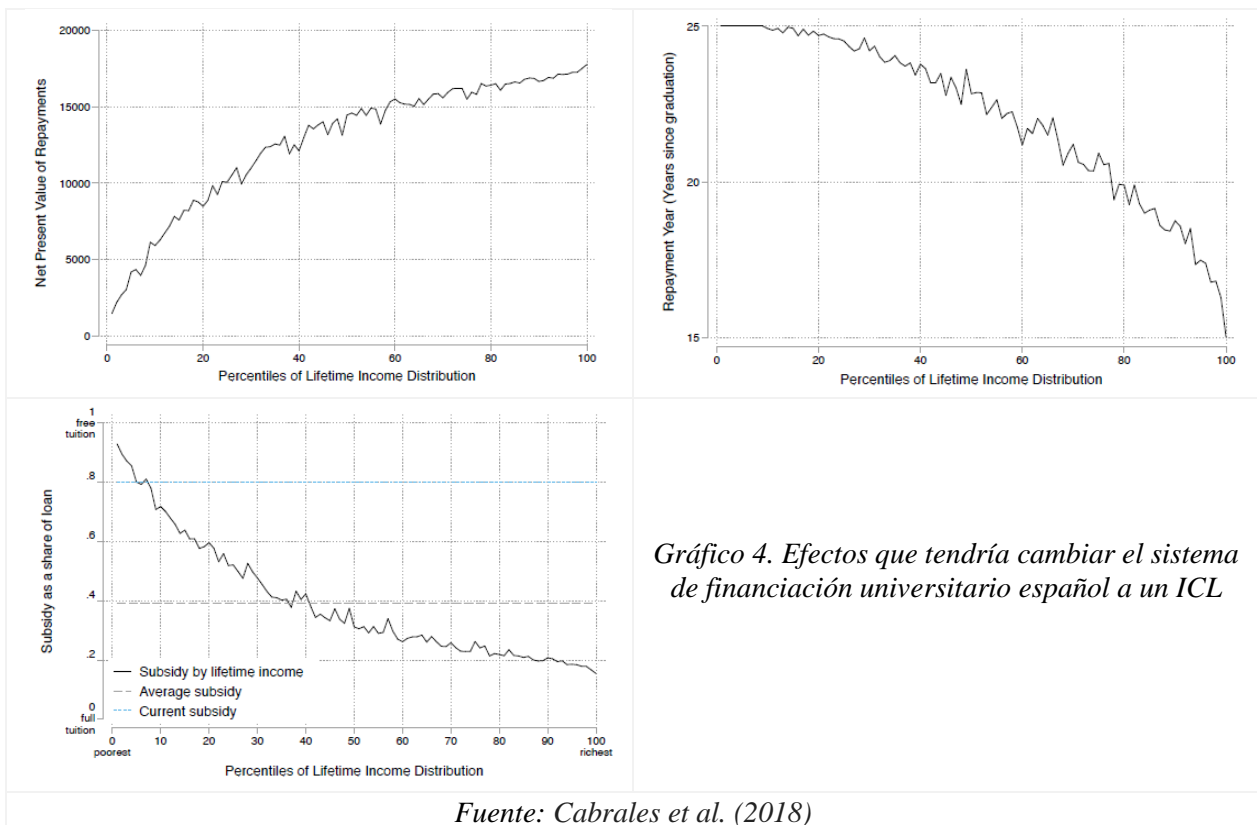 20000
15000
10000
5000
0
Net Present Value of Repayments
0 20 40 60 80 100
Percentiles of Lifetime Income Distribution
25
20
15
Repayment Year (Years since graduation)
0 20 40 60 80 100
Percentiles of Lifetime Income Distribution
1
free
tuition
.8
.6
.4
.2
0
full
tuition
Subsidy as a share of loan
Subsidy by lifetime income
Average subsidy
Current subsidy
0 10 20 30 40 50 60 70 80 90 100
poorest richest
Percentiles of Lifetime Income Distribution
Gráfico 4. Efectos que tendría cambiar el sistema
de financiación universitario español a un ICL
Fuente: Cabrales et al. (2018)